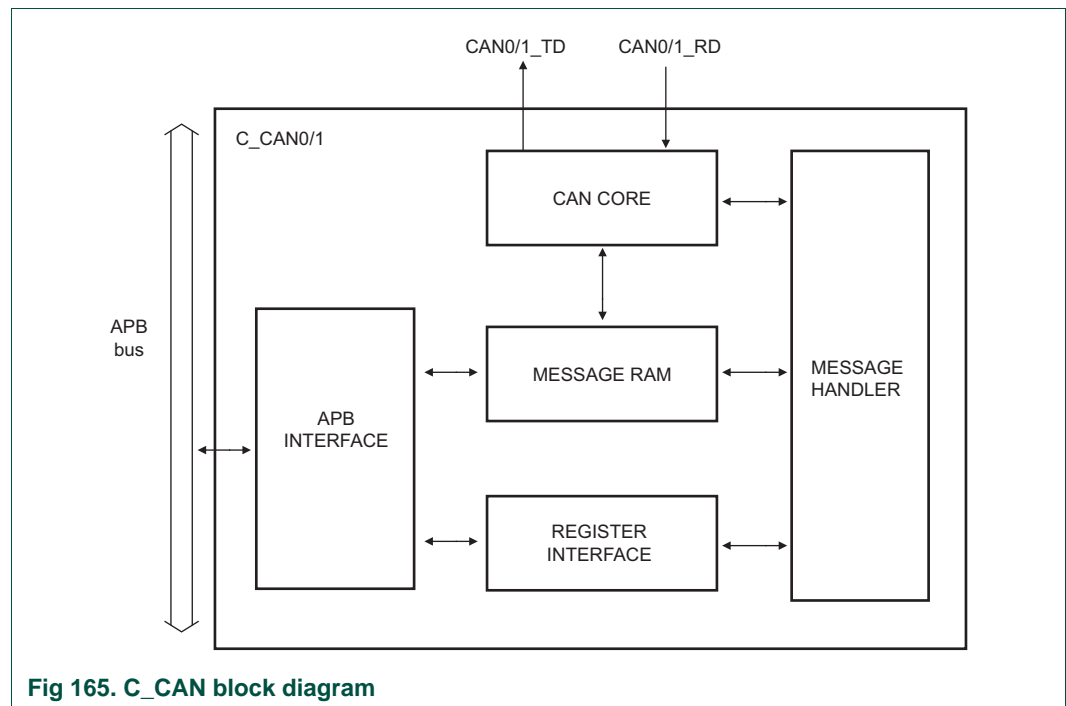 CAN0/1_TD
CAN0/1_RD
C_CAN0/1
CAN CORE
APB
bus
APB
INTERFACE
MESSAGE RAM
MESSAGE
HANDLER
REGISTER
INTERFACE
Fig 165. C_CAN block diagram